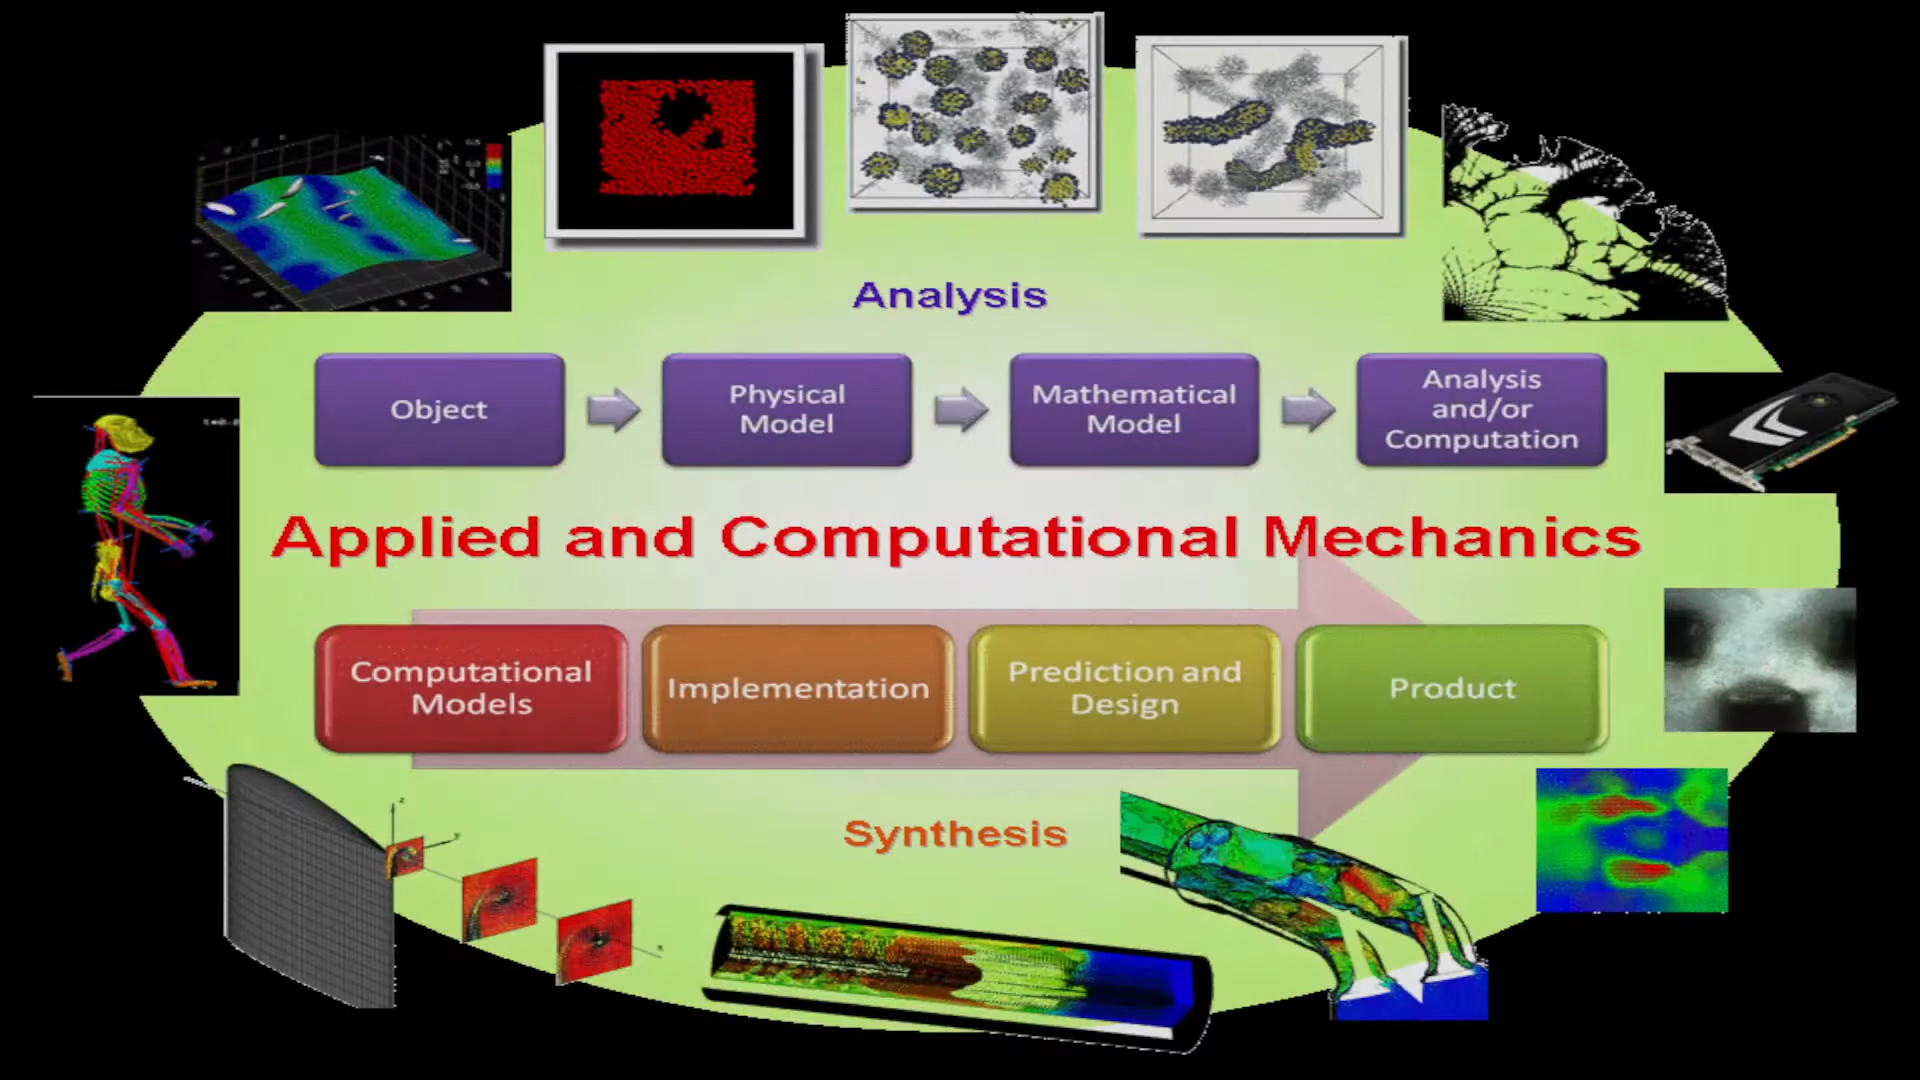 Analysis
Object
Physical
Model
Mathematical
Model
Analysis
and/or
Computation
Applied and Computational Mechanics
Computational
Models
Implementation
Prediction and
Design
Product
Synthesis
z
y
x